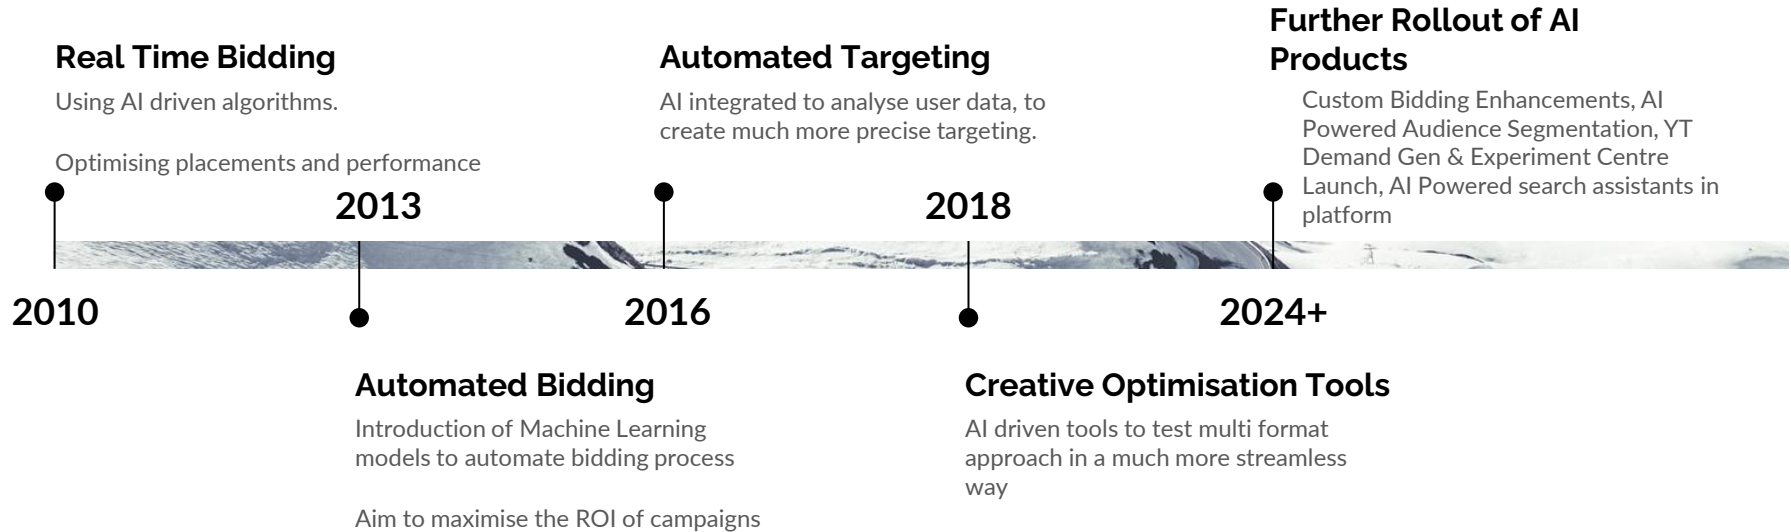 Real Time Bidding
Using AI driven algorithms.
Optimising placements and performance
2010
2013
Automated Bidding
Introduction of Machine Learning
models to automate bidding process
Aim to maximise the ROI of campaigns
Automated Targeting
AI integrated to analyse user data, to
create much more precise targeting.
2016
2018
Creative Optimisation Tools
AI driven tools to test multi format
approach in a much more streamless
way
Further Rollout of AI
Products
Custom Bidding Enhancements, AI
Powered Audience Segmentation, YT
Demand Gen & Experiment Centre
Launch, AI Powered search assistants in
platform
2024+